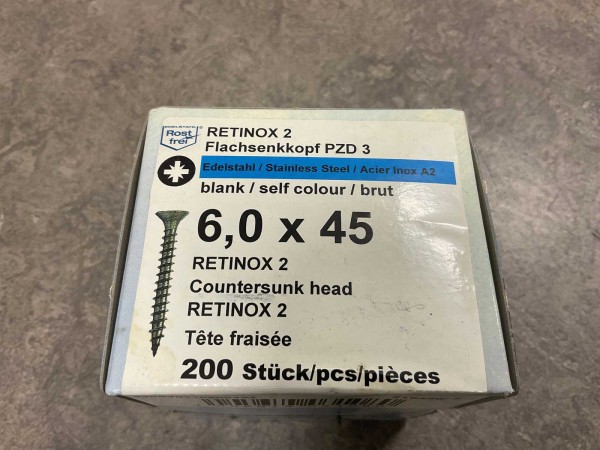 Rost
frei
RETINOX 2
Flachsenkkopf PZD 3
Edelstahl / Stainless Steel / Acier Inox A2
blank / self colour / brut
6,0 x 45
RETINOX 2
Countersunk head
RETINOX 2
Tête fraisée
200 Stück/pcs/pièces